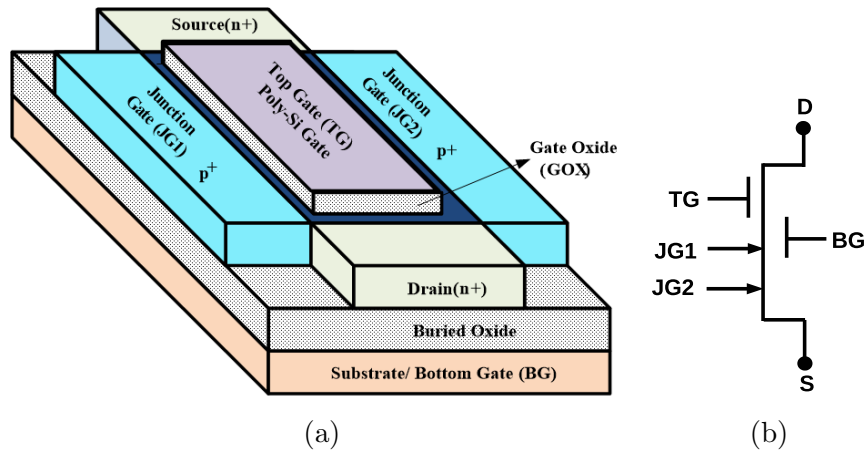 Source(n+)
Top Gate (TG)
Poly-Si Gate
Junction
Gate (JG1)
p+
Junction
Gate (JG2)
p+
Gate Oxide
(GOX)
Drain(n+)
Buried Oxide
Substrate/ Bottom Gate (BG)
(a)
D
TG
JG1
BG
JG2
S
(b)